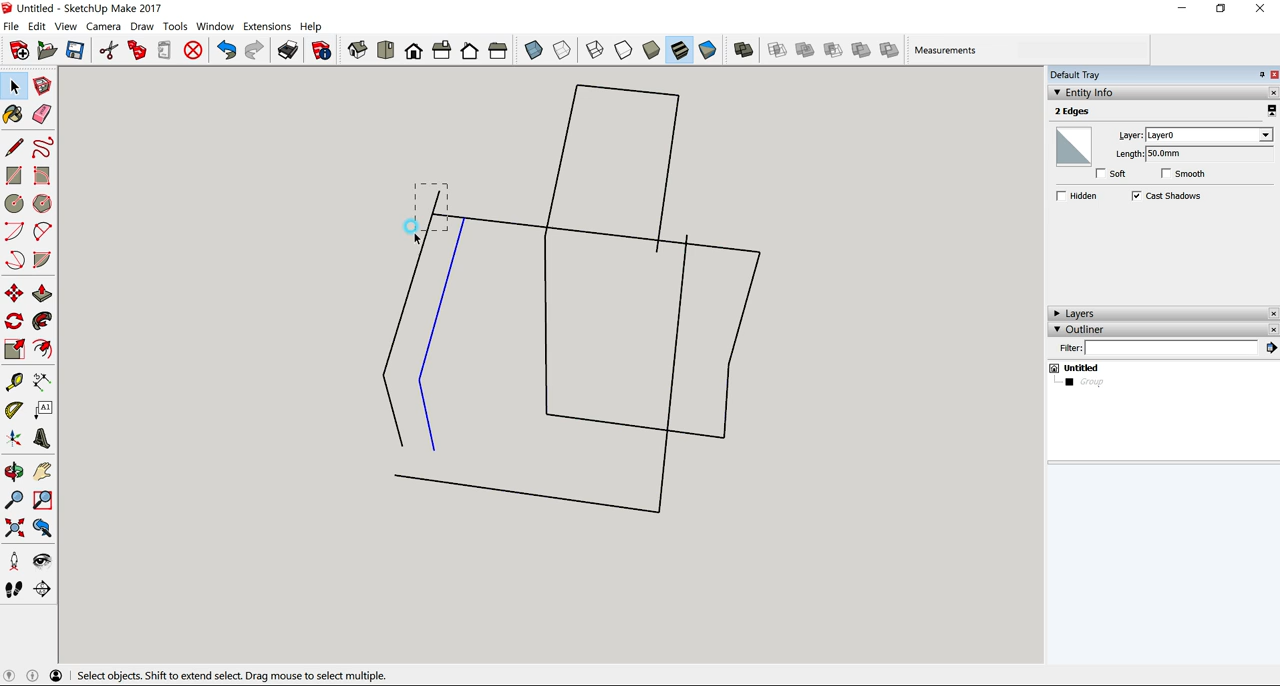 Untitled - SketchUp Make 2017
File Edit View Camera Draw Tools Window Extensions Help
Measurements
Default Tray
Entity Info
2 Edges
Layer: Layer0
Length: 50.0mm
Soft Smooth
Hidden Cast Shadows
Layers
Outliner
Filter:
Untitled
Group
A1
Select objects. Shift to extend select. Drag mouse to select multiple.